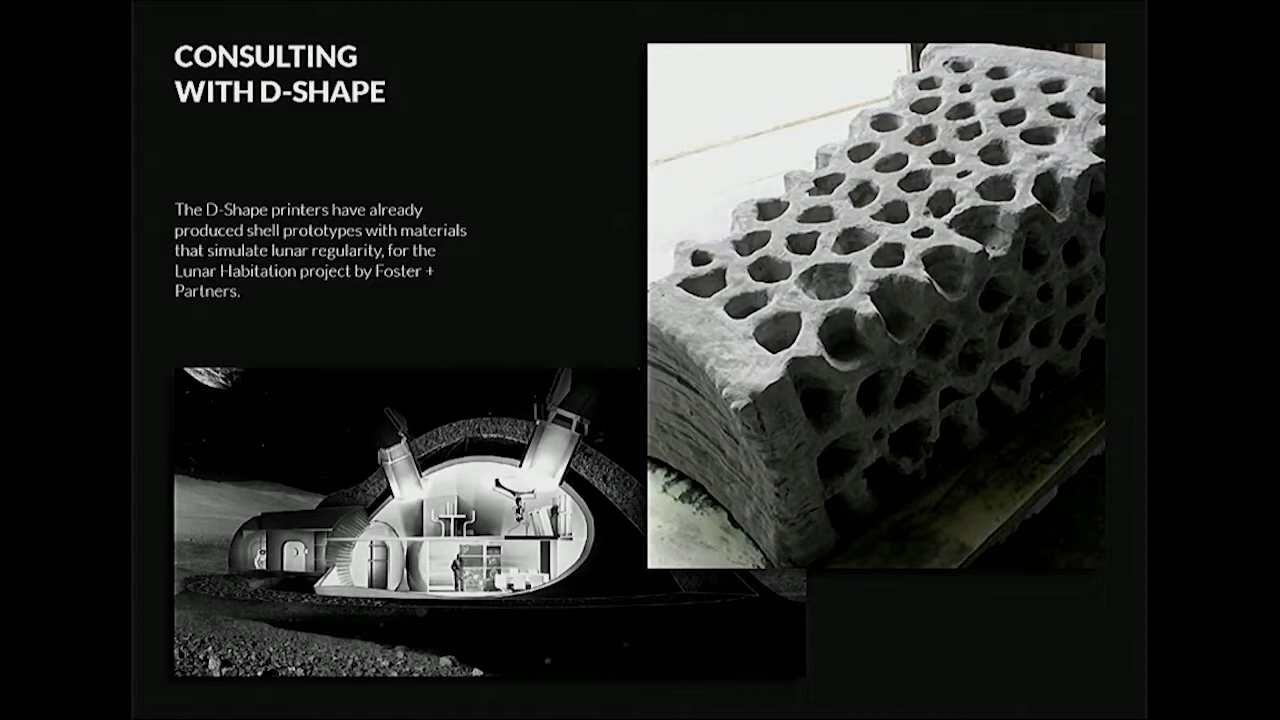 CONSULTING
WITH D-SHAPE
The D-Shape printers have already
produced shell prototypes with materials
that simulate lunar regularity, for the
Lunar Habitation project by Foster +
Partners.